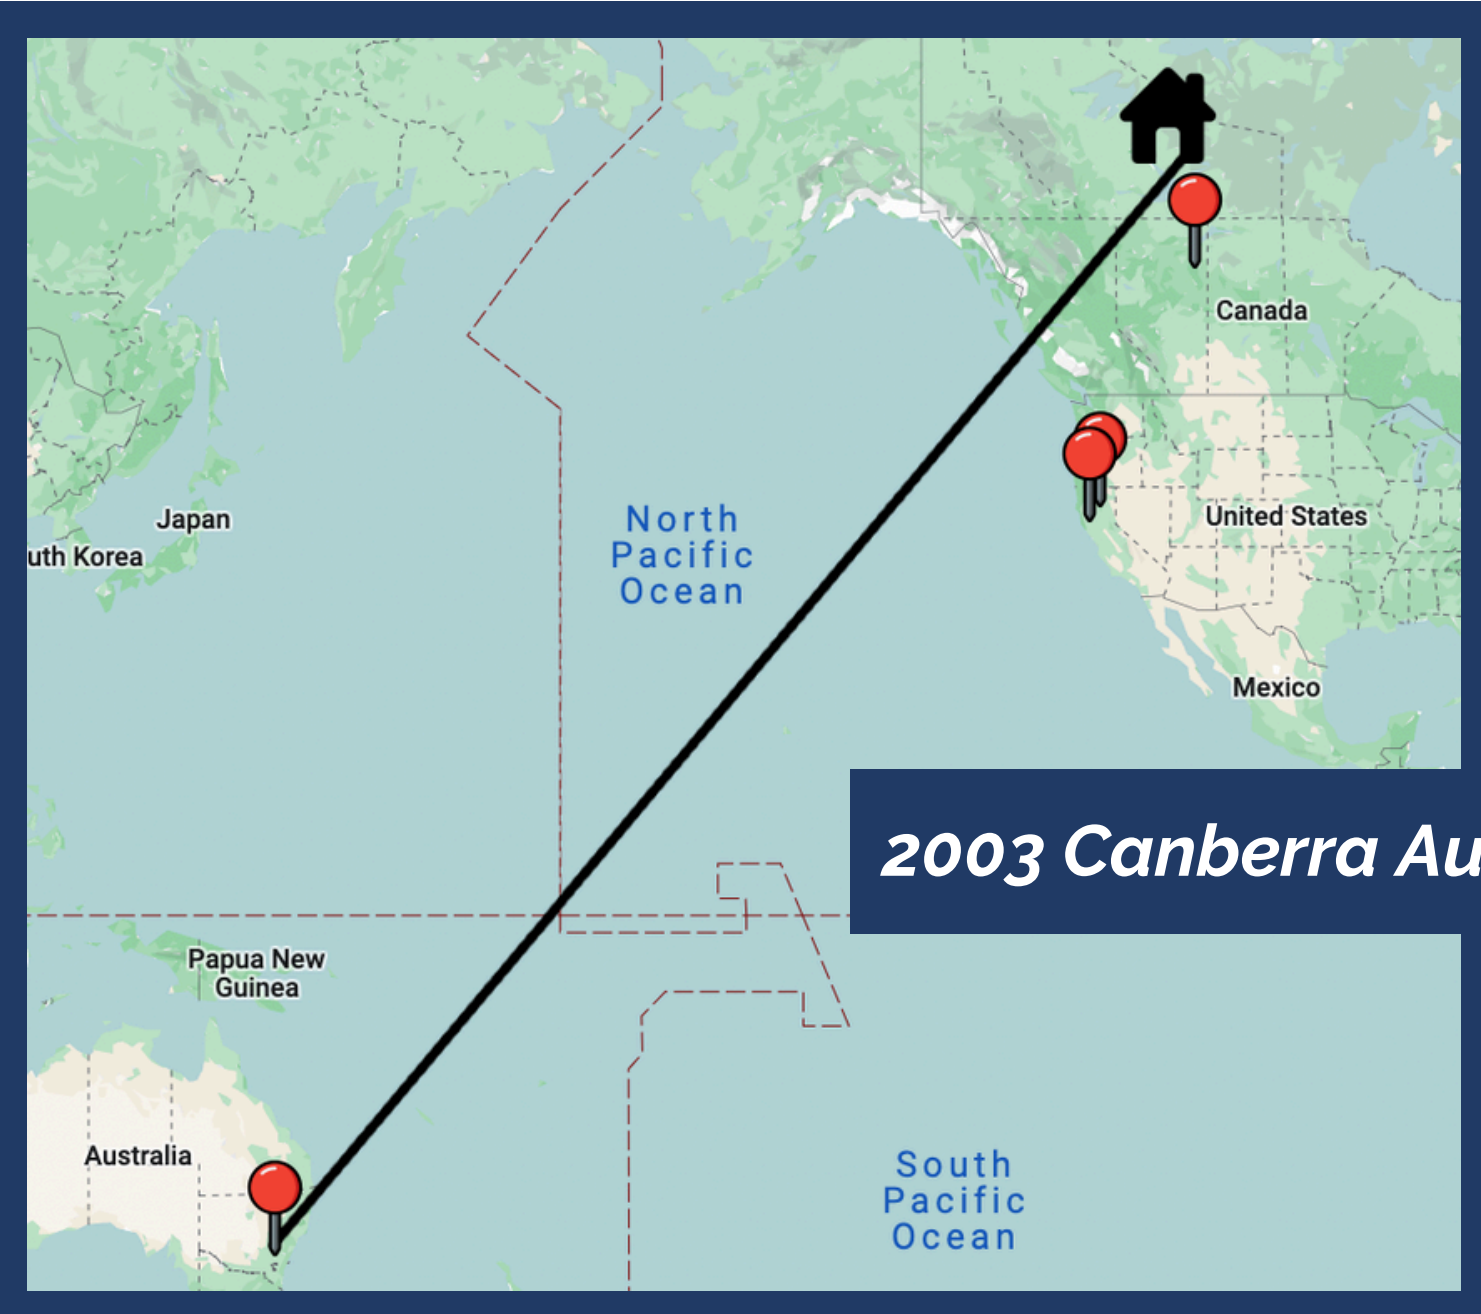 Canada
United States
Mexico
Japan
uth Korea
North
Pacific
Ocean
2003 Canberra Au
Papua New
Guinea
Australia
South
Pacific
Ocean